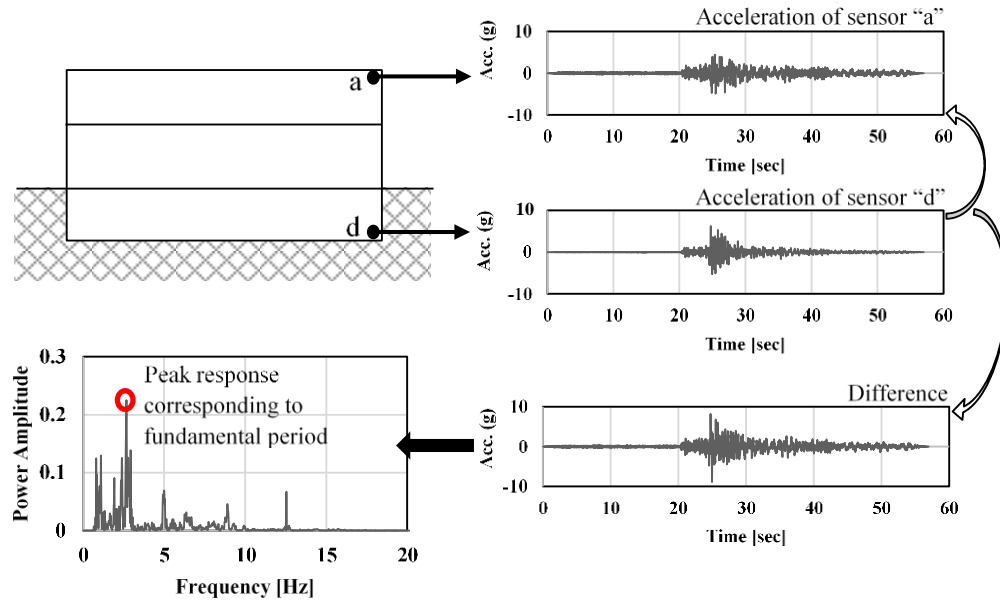 a
d
Acceleration of sensor “a”
Acc. (g)
10
0
-10
0 10 20 30 40 50 60
Time [sec]
Acceleration of sensor “d”
Acc. (g)
10
0
-10
0 10 20 30 40 50 60
Time [sec]
Difference
Acc. (g)
10
0
-10
0 10 20 30 40 50 60
Time [sec]
Power Amplitude
0.3
0.2
0.1
0
Peak response
corresponding to
fundamental period
0 5 10 15 20
Frequency [Hz]